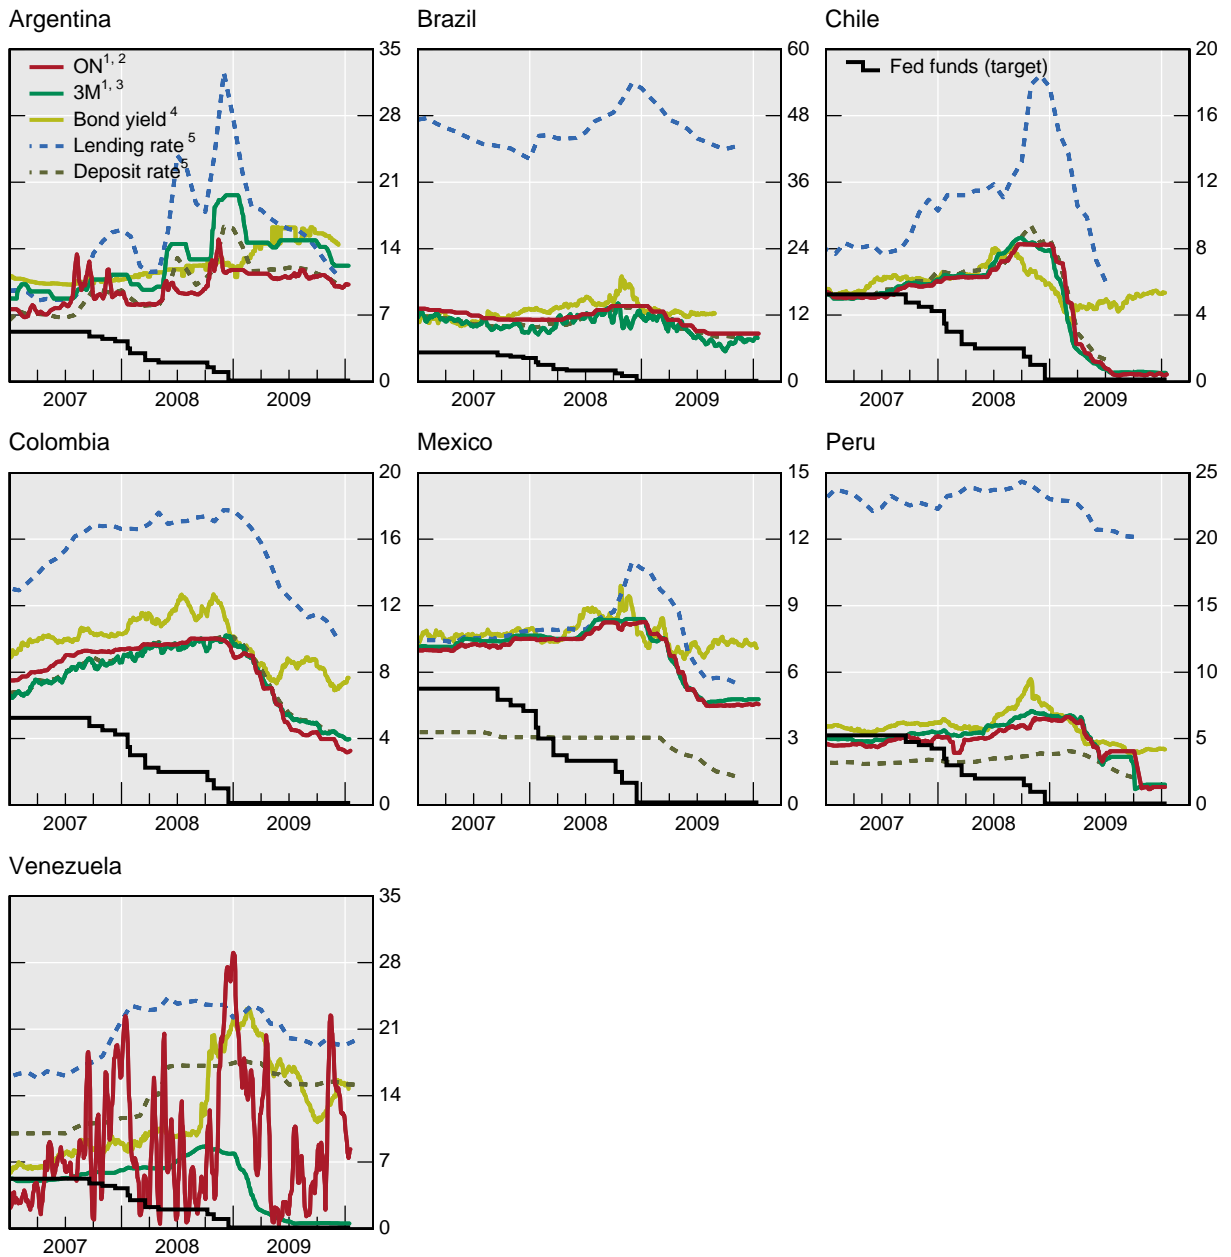 Argentina
Brazil
Chile
35
28
21
14
7
0
ON1, 2
3M1, 3
Bond yield 4
Lending rate 5
Deposit rate5
2007 2008 2009
60
48
36
24
12
0
2007 2008 2009
Fed funds (target)
20
16
12
8
4
0
2007 2008 2009
Colombia
Mexico
Peru
20
16
12
8
4
0
2007 2008 2009
15
12
9
6
3
0
2007 2008 2009
25
20
15
10
5
0
2007 2008 2009
Venezuela
35
28
21
14
7
0
2007 2008 2009